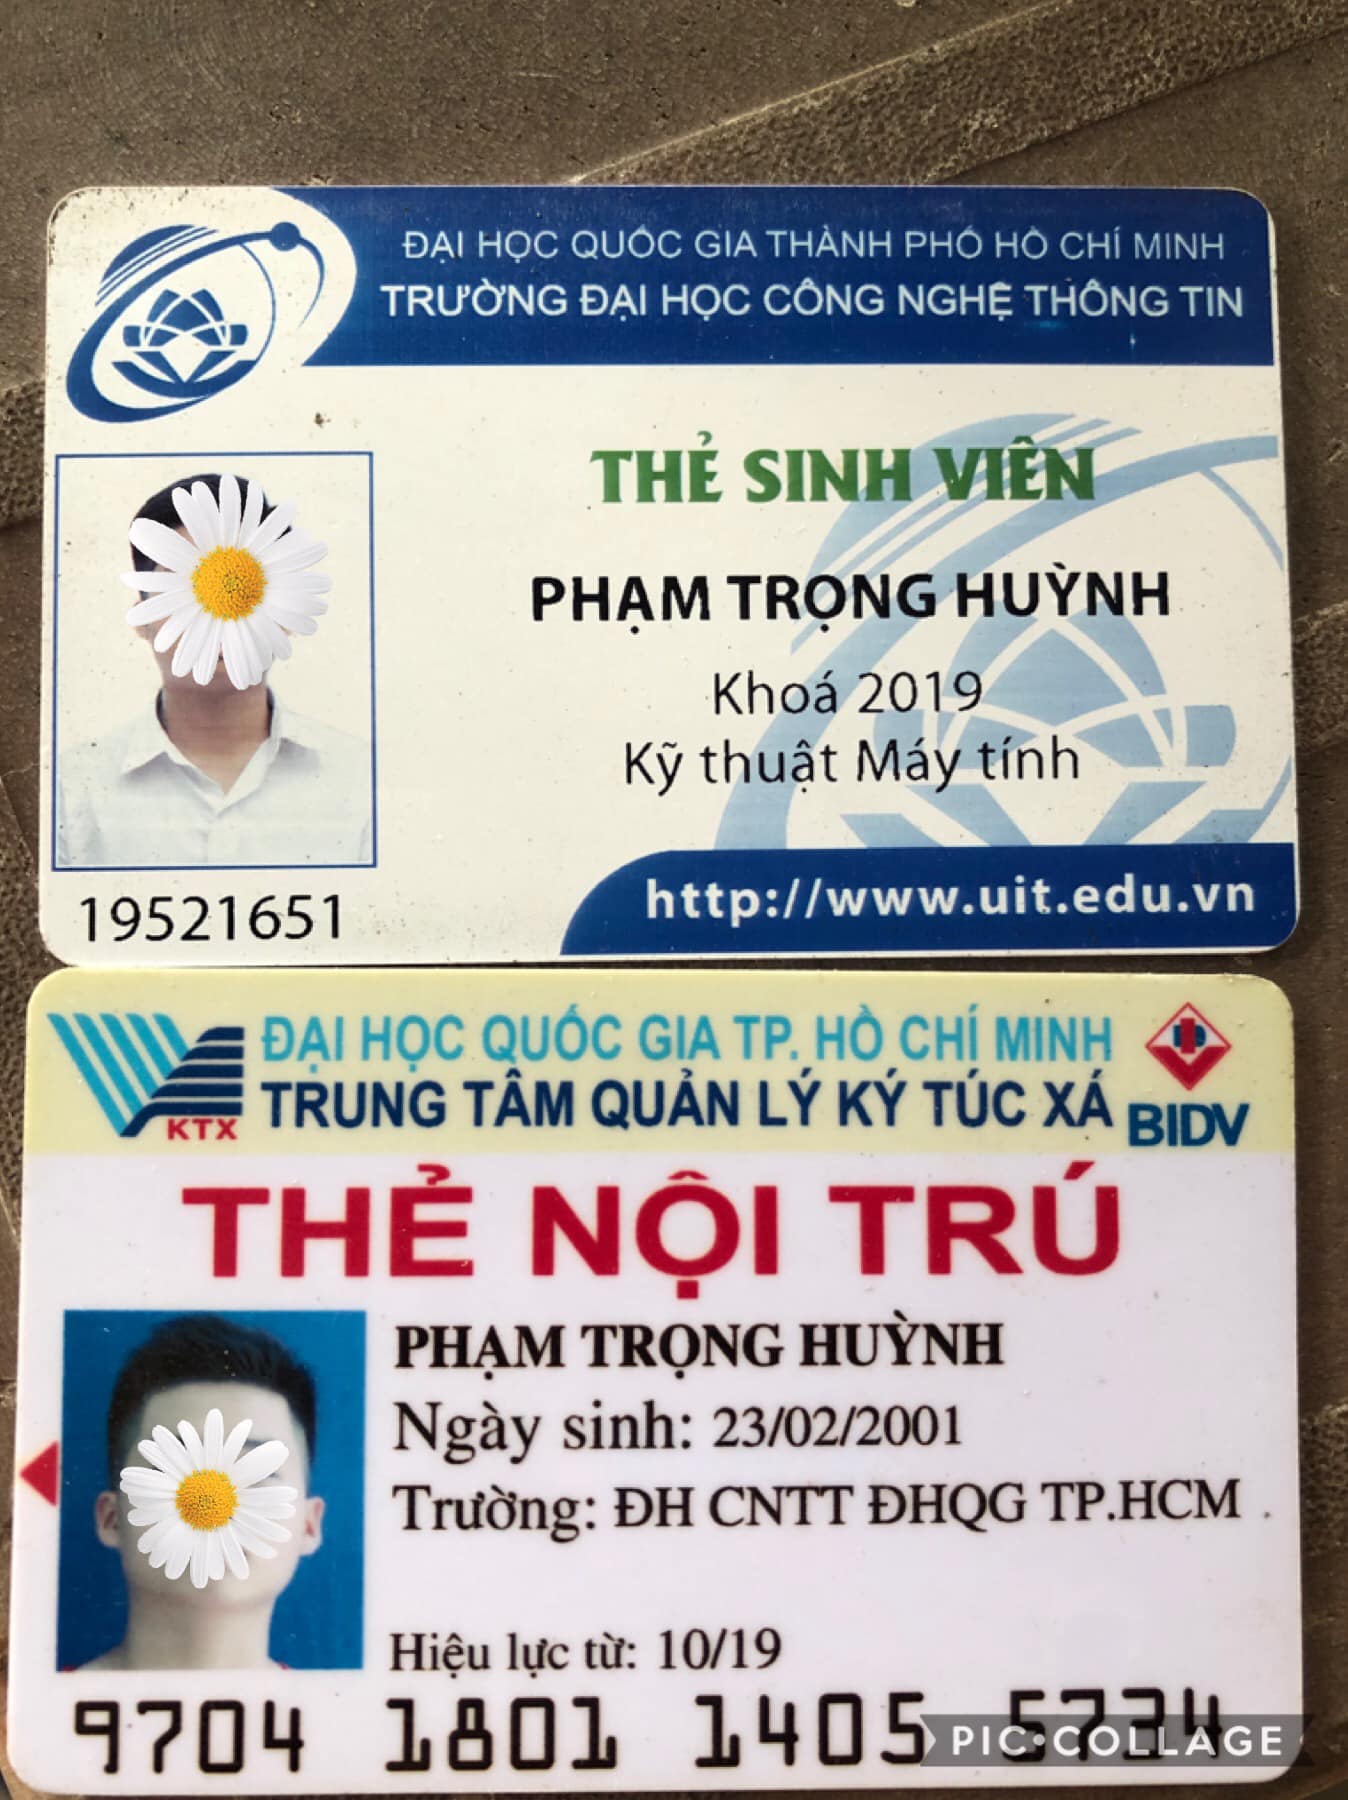 ĐẠI HỌC QUỐC GIA THÀNH PHỐ HỒ CHÍ MINH
TRƯỜNG ĐẠI HỌC CÔNG NGHỆ THÔNG TIN
THẺ SINH VIÊN
PHẠM TRỌNG HUỲNH
Khoá 2019
Kỹ thuật Máy tính
19521651
http://www.uit.edu.vn
ĐẠI HỌC QUỐC GIA TP. HỒ CHÍ MINH
TRUNG TÂM QUẢN LÝ KÝ TÚC XÁ
KTX
BIDV
THẺ NỘI TRÚ
PHẠM TRỌNG HUỲNH
Ngày sinh: 23/02/2001
Trường: ĐH CNTT ĐHQG TP.HCM
Hiệu lực từ: 10/19
9704 1801 1405
PIC•COLLAGE